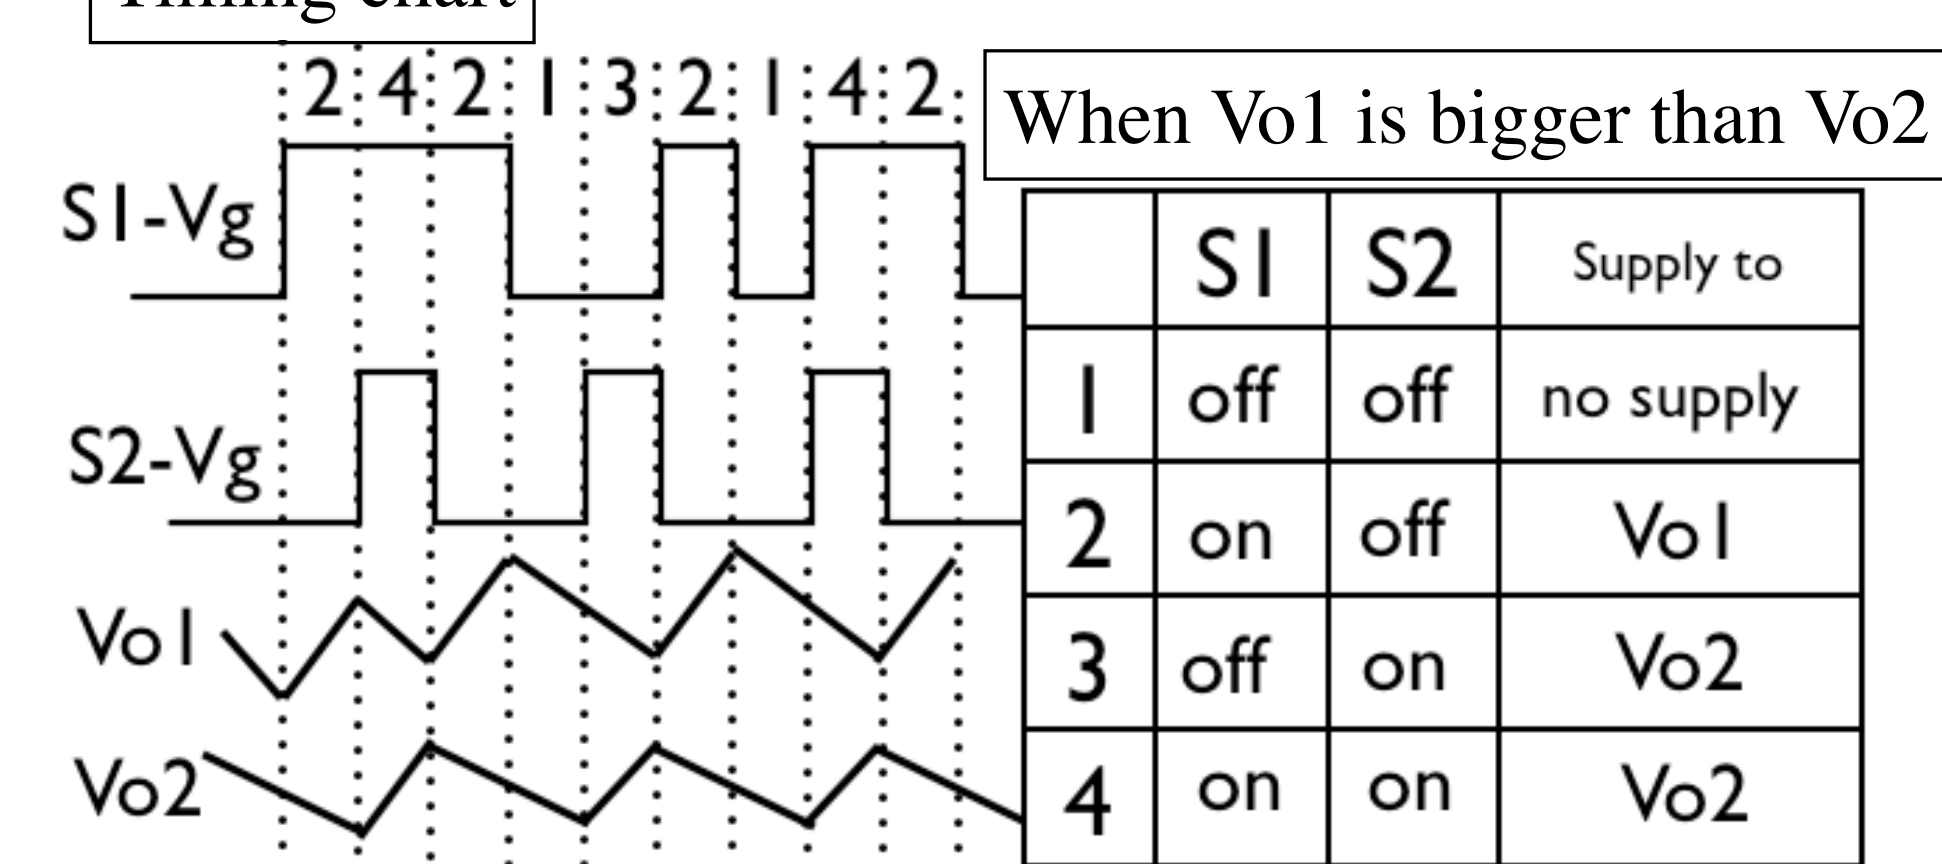 Timing chart
2 4 2 1 3 2 1 4 2
When Vo1 is bigger than Vo2
S1-Vg
S2-Vg
Vo1
Vo2
S1 S2 Supply to
1 off off no supply
2 on off Vo1
3 off on Vo2
4 on on Vo2